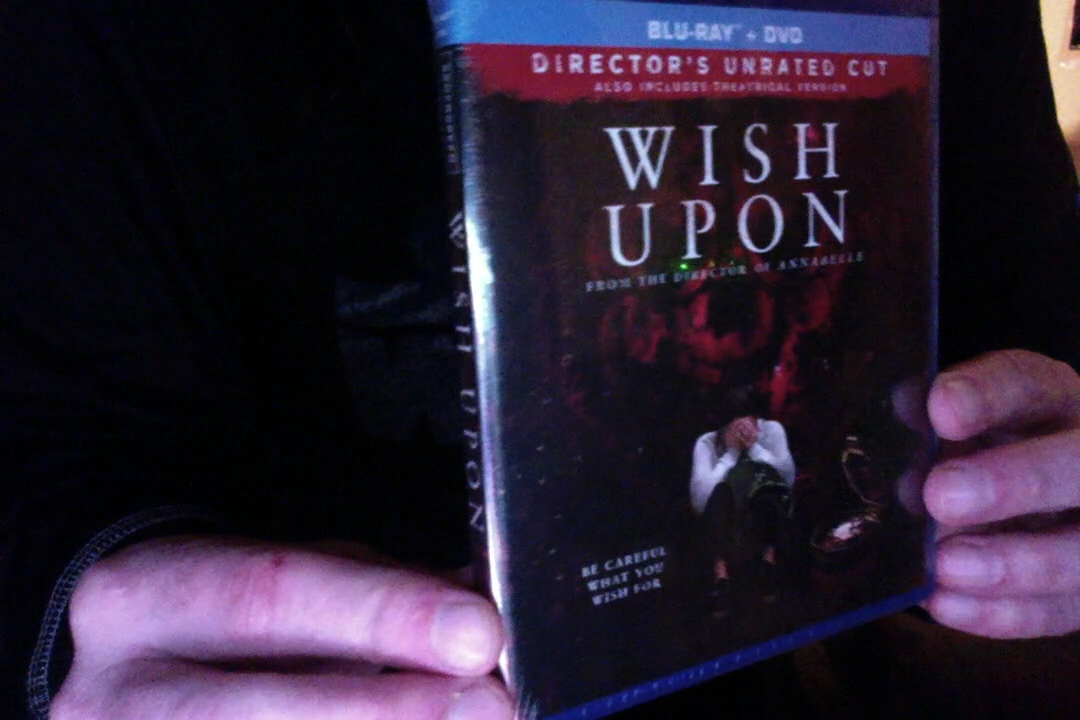 BLU-RAY™ + DVD
DIRECTOR'S UNRATED CUT
ALSO INCLUDES THEATRICAL VERSION
WISH
UPON
FROM THE DIRECTOR OF ANNABELLE
BE CAREFUL
WHAT YOU
WISH FOR
WISH UPON